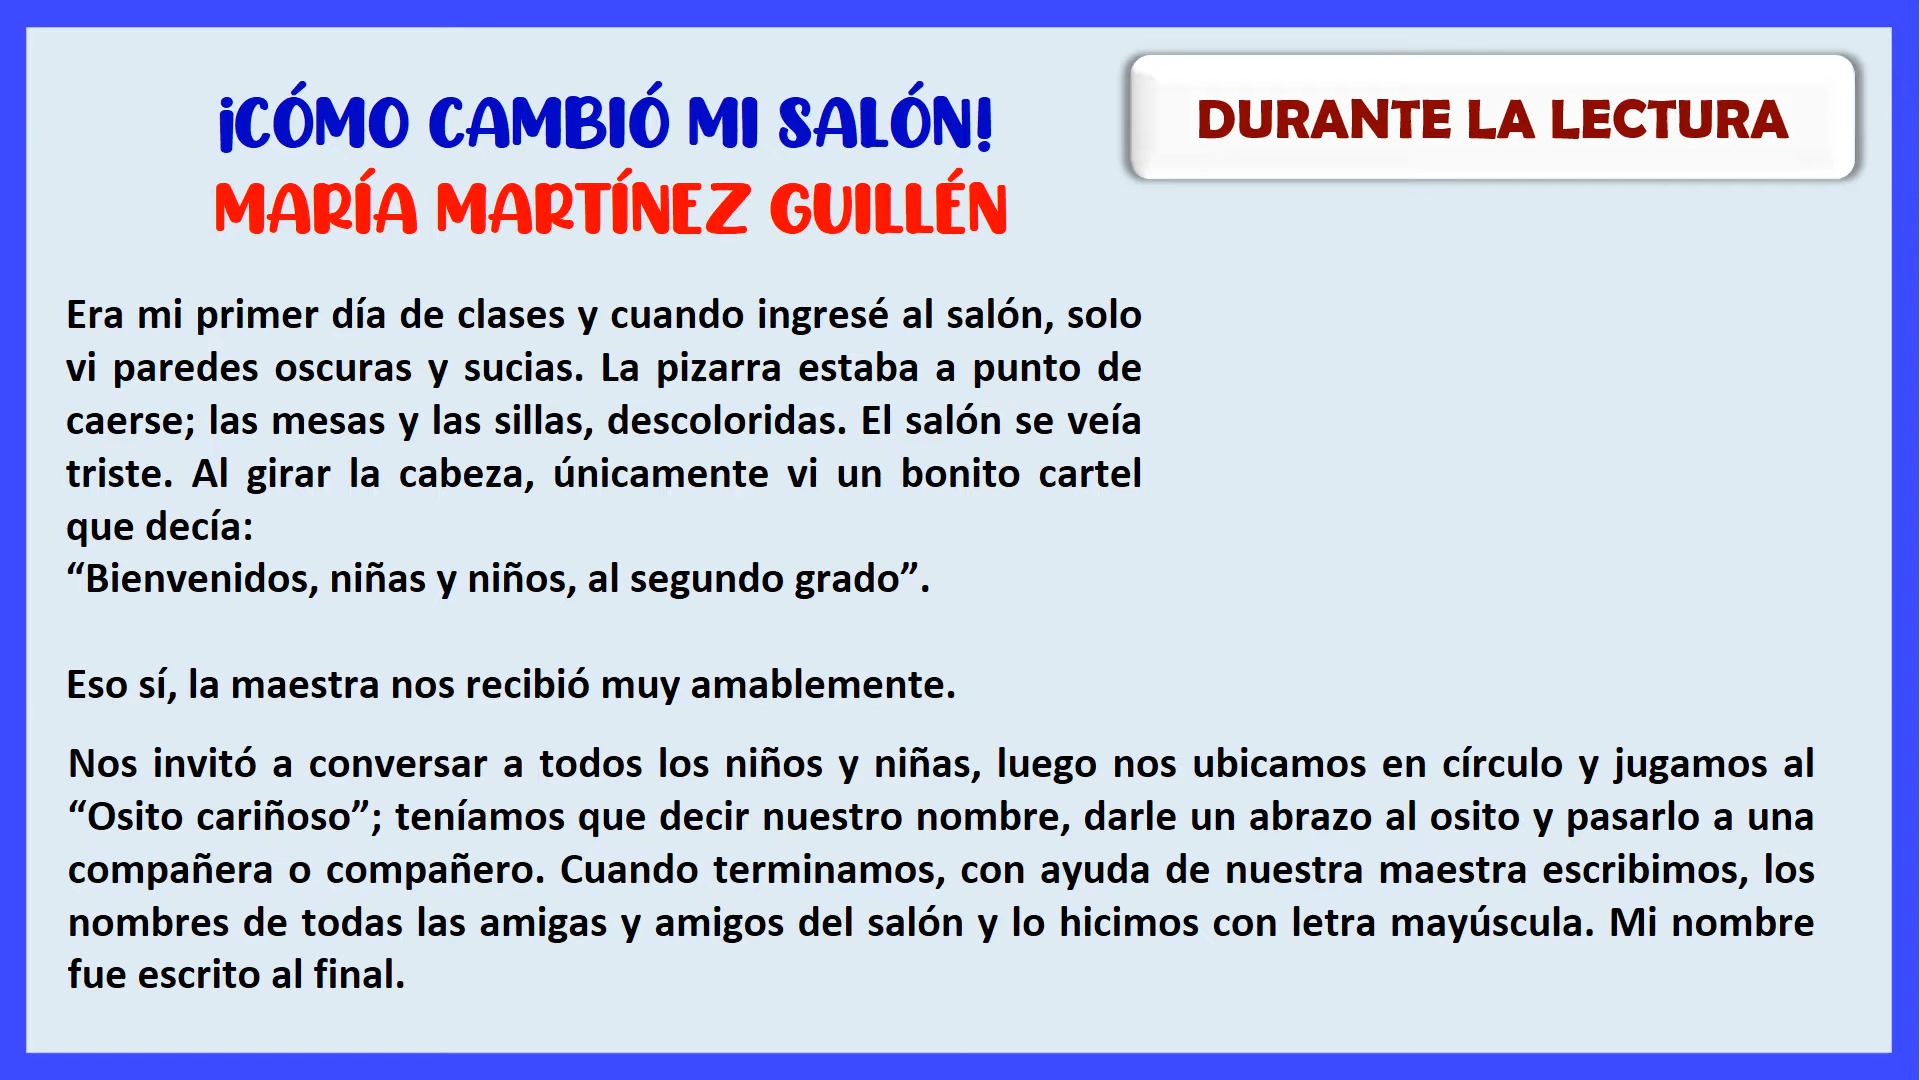 ¡CÓMO CAMBIÓ MI SALÓN!
MARÍA MARTÍNEZ GUILLÉN
DURANTE LA LECTURA
Era mi primer día de clases y cuando ingresé al salón, solo
vi paredes oscuras y sucias. La pizarra estaba a punto de
caerse; las mesas y las sillas, descoloridas. El salón se veía
triste. Al girar la cabeza, únicamente vi un bonito cartel
que decía:
“Bienvenidos, niñas y niños, al segundo grado”.
Eso sí, la maestra nos recibió muy amablemente.
Nos invitó a conversar a todos los niños y niñas, luego nos ubicamos en círculo y jugamos al
“Osito cariñoso”; teníamos que decir nuestro nombre, darle un abrazo al osito y pasarlo a una
compañera o compañero. Cuando terminamos, con ayuda de nuestra maestra escribimos, los
nombres de todas las amigas y amigos del salón y lo hicimos con letra mayúscula. Mi nombre
fue escrito al final.